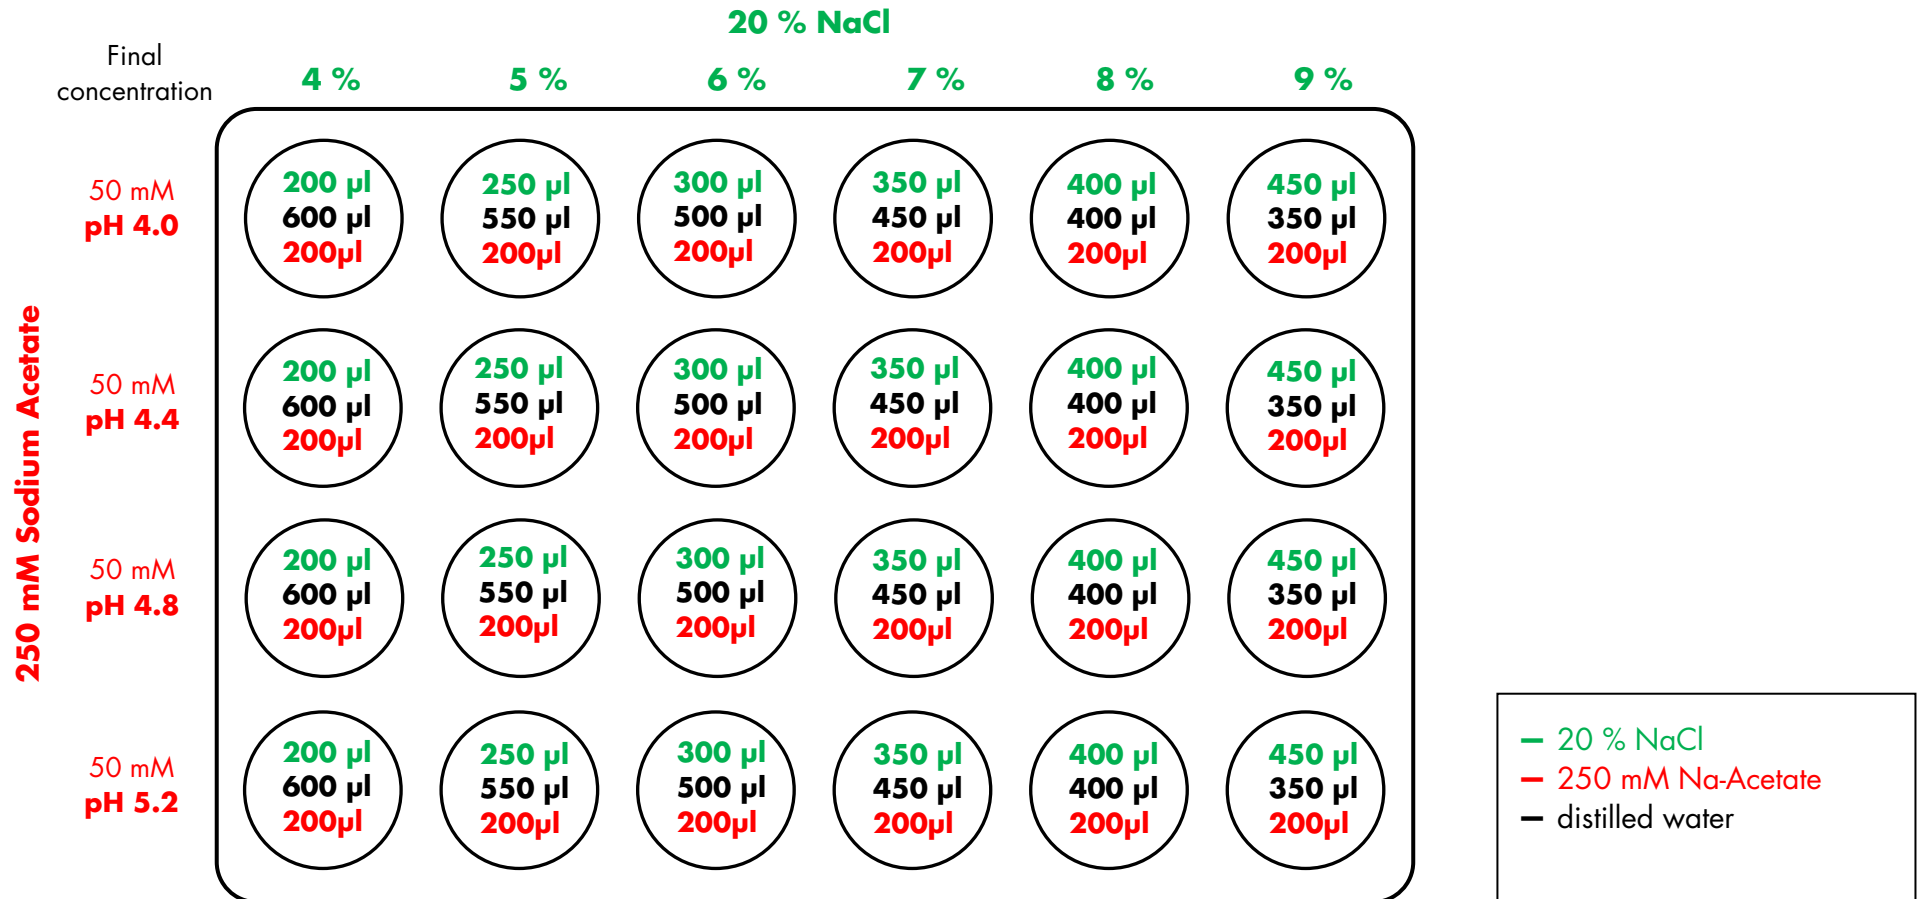 20 % NaCl
Final
concentration
4 %
5 %
6 %
7 %
8 %
9 %
250 mM Sodium Acetate
50 mM
pH 4.0
200 µl
600 µl
200µl
250 µl
550 µl
200µl
300 µl
500 µl
200µl
350 µl
450 µl
200µl
400 µl
400 µl
200µl
450 µl
350 µl
200µl
50 mM
pH 4.4
200 µl
600 µl
200µl
250 µl
550 µl
200µl
300 µl
500 µl
200µl
350 µl
450 µl
200µl
400 µl
400 µl
200µl
450 µl
350 µl
200µl
50 mM
pH 4.8
200 µl
600 µl
200µl
250 µl
550 µl
200µl
300 µl
500 µl
200µl
350 µl
450 µl
200µl
400 µl
400 µl
200µl
450 µl
350 µl
200µl
50 mM
pH 5.2
200 µl
600 µl
200µl
250 µl
550 µl
200µl
300 µl
500 µl
200µl
350 µl
450 µl
200µl
400 µl
400 µl
200µl
450 µl
350 µl
200µl
20 % NaCl
250 mM Na-Acetate
distilled water